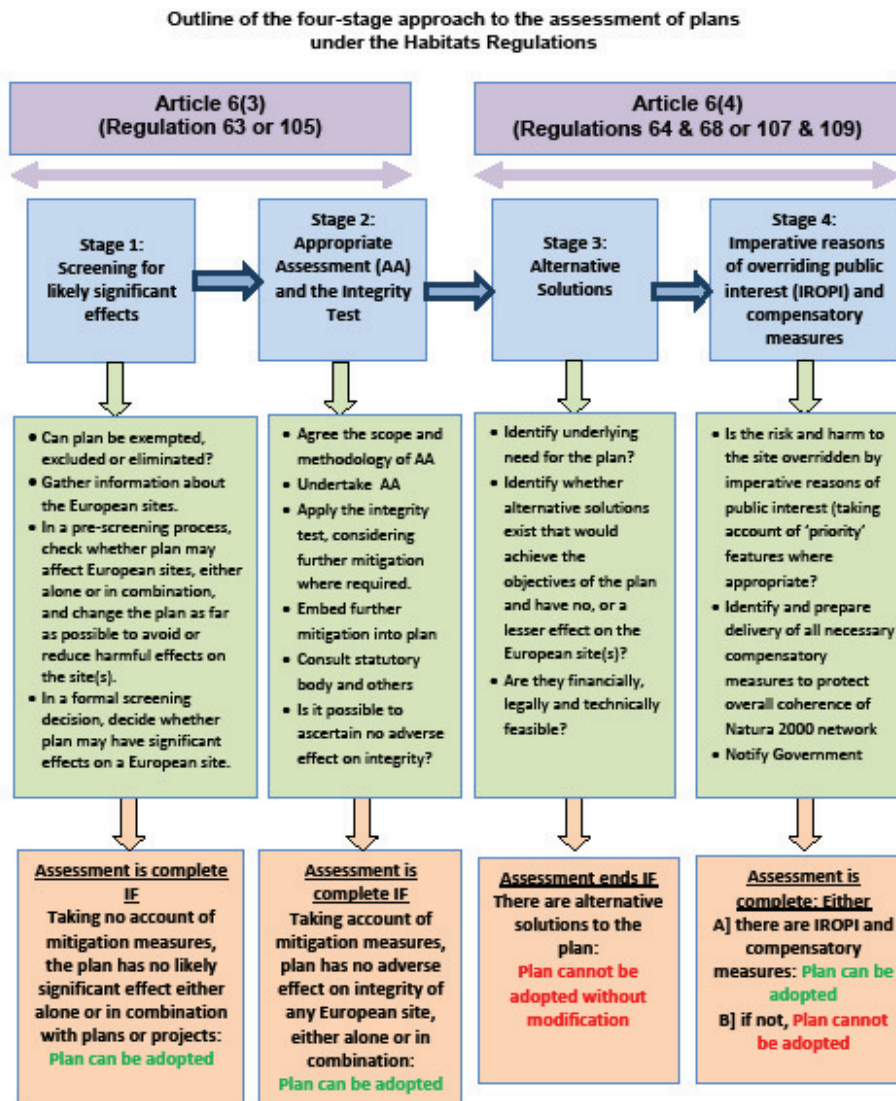 Outline of the four-stage approach to the assessment of plans
under the Habitats Regulations
Article 6(3)
(Regulation 63 or 105)
Article 6(4)
(Regulations 64 & 68 or 107 & 109)
Stage 1:
Screening for
likely significant
effects
Stage 2:
Appropriate
Assessment (AA)
and the Integrity
Test
Stage 3:
Alternative
Solutions
Stage 4:
Imperative reasons
of overriding public
interest (IROPI) and
compensatory
measures
• Can plan be exempted,
excluded or eliminated?
• Gather information about
the European sites.
• In a pre-screening process,
check whether plan may
affect European sites, either
alone or in combination,
and change the plan as far
as possible to avoid or
reduce harmful effects on
the site(s).
• In a formal screening
decision, decide whether
plan may have significant
effects on a European site.
• Agree the scope and
methodology of AA
• Undertake AA
• Apply the integrity
test, considering
further mitigation
where required.
• Embed further
mitigation into plan
• Consult statutory
body and others
• Is it possible to
ascertain no adverse
effect on integrity?
• Identify underlying
need for the plan?
• Identify whether
alternative solutions
exist that would
achieve the
objectives of the plan
and have no, or a
lesser effect on the
European site(s)?
• Are they financially,
legally and technically
feasible?
• Is the risk and harm to
the site overridden by
imperative reasons of
public interest (taking
account of ‘priority’
features where
appropriate?
• Identify and prepare
delivery of all necessary
compensatory
measures to protect
overall coherence of
Natura 2000 network
• Notify Government
Assessment is complete
IF
Taking no account of
mitigation measures,
the plan has no likely
significant effect either
alone or in combination
with plans or projects:
Plan can be adopted
Assessment is
complete IF
Taking account of
mitigation measures,
plan has no adverse
effect on integrity of
any European site,
either alone or in
combination:
Plan can be adopted
Assessment ends IF
There are alternative
solutions to the
plan:
Plan cannot be
adopted without
modification
Assessment is
complete: Either
A] there are IROPI and
compensatory
measures: Plan can be
adopted
B] if not, Plan cannot
be adopted